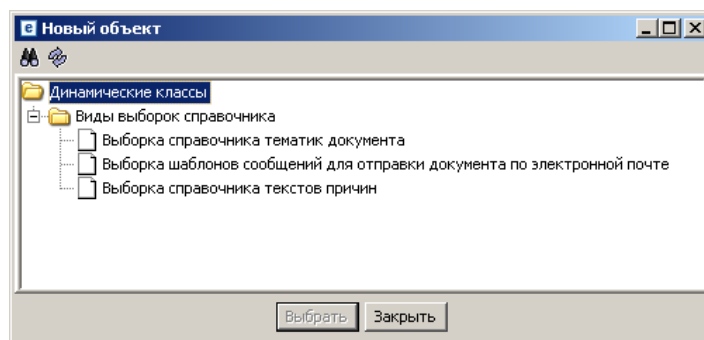 Новый объект
Динамические классы
Виды выборок справочника
Выборка справочника тематик документа
Выборка шаблонов сообщений для отправки документа по электронной почте
Выборка справочника текстов причин
Выбрать Закрыть